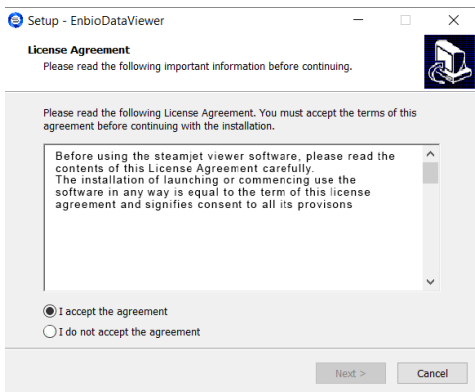 Setup - EnbioDataViewer
License Agreement
Please read the following important information before continuing.
Please read the following License Agreement. You must accept the terms of this
agreement before continuing with the installation.
Before using the steamjet viewer software, please read the
contents of this License Agreement carefully.
The installation of launching or commencing use the
software in any way is equal to the term of this license
agreement and signifies consent to all its provisons
I accept the agreement
I do not accept the agreement
Next >
Cancel